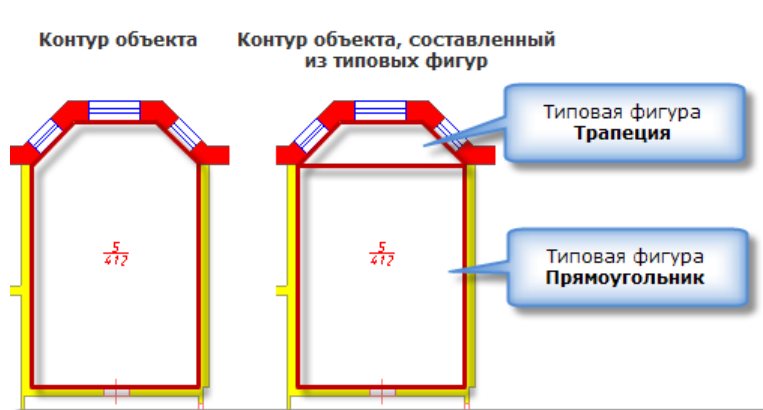 Контур объекта
Контур объекта, составленный
из типовых фигур
Типовая фигура
Трапеция
5
412
5
412
Типовая фигура
Прямоугольник